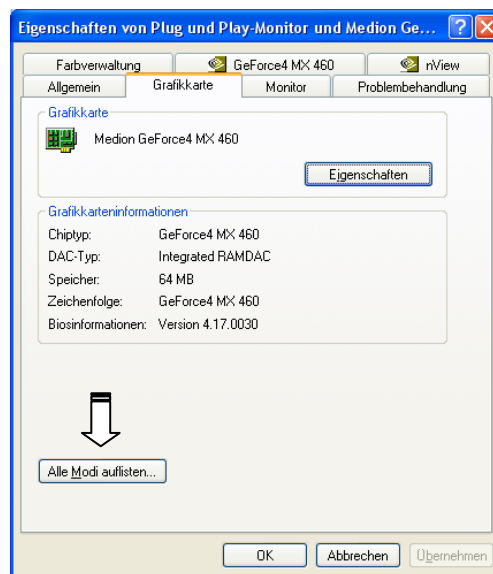 Eigenschaften von Plug und Play-Monitor und Medion Ge...
Farbverwaltung GeForce4 MX 460 nView
Allgemein Grafikkarte Monitor Problembehandlung
Grafikkarte
Medion GeForce4 MX 460
Eigenschaften
Grafikkarteninformationen
Chiptyp: GeForce4 MX 460
DAC-Typ: Integrated RAMDAC
Speicher: 64 MB
Zeichenfolge: GeForce4 MX 460
Biosinformationen: Version 4.17.0030
Alle Modi auflisten...
OK Abbrechen Übernehmen